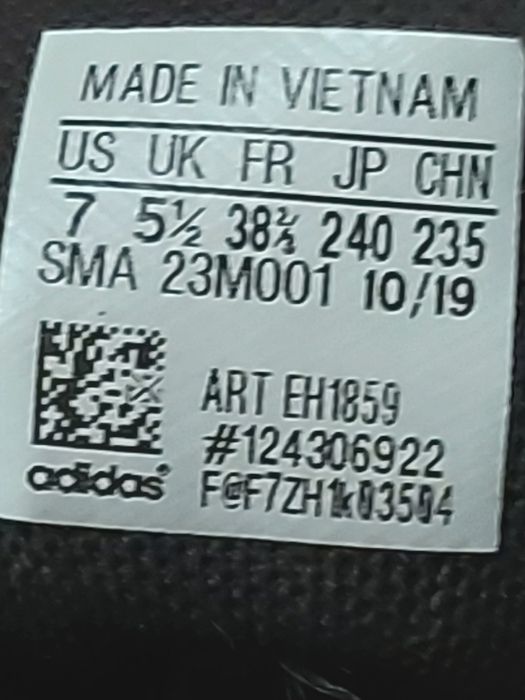 MADE IN VIETNAM
US UK FR JP CHN
7 5½ 38⅔ 240 235
SMA 23M001 10/19
ART EH1859
#124306922
adidas